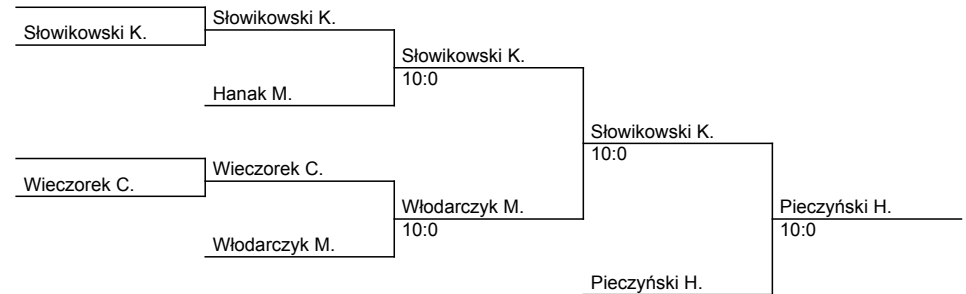 Słowikowski K.
Słowikowski K.
Słowikowski K.
10:0
Hanak M.
Słowikowski K.
10:0
Wieczorek C.
Wieczorek C.
Włodarczyk M.
10:0
Pieczyński H.
10:0
Włodarczyk M.
Pieczyński H.